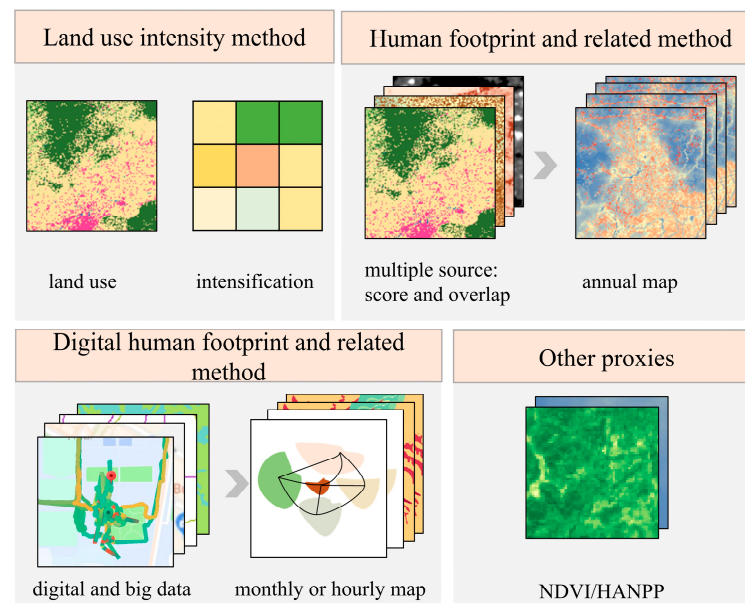 Land use intensity method
Human footprint and related method
land use
intensification
multiple source:
score and overlap
annual map
Digital human footprint and related
method
Other proxies
digital and big data
monthly or hourly map
NDVI/HANPP